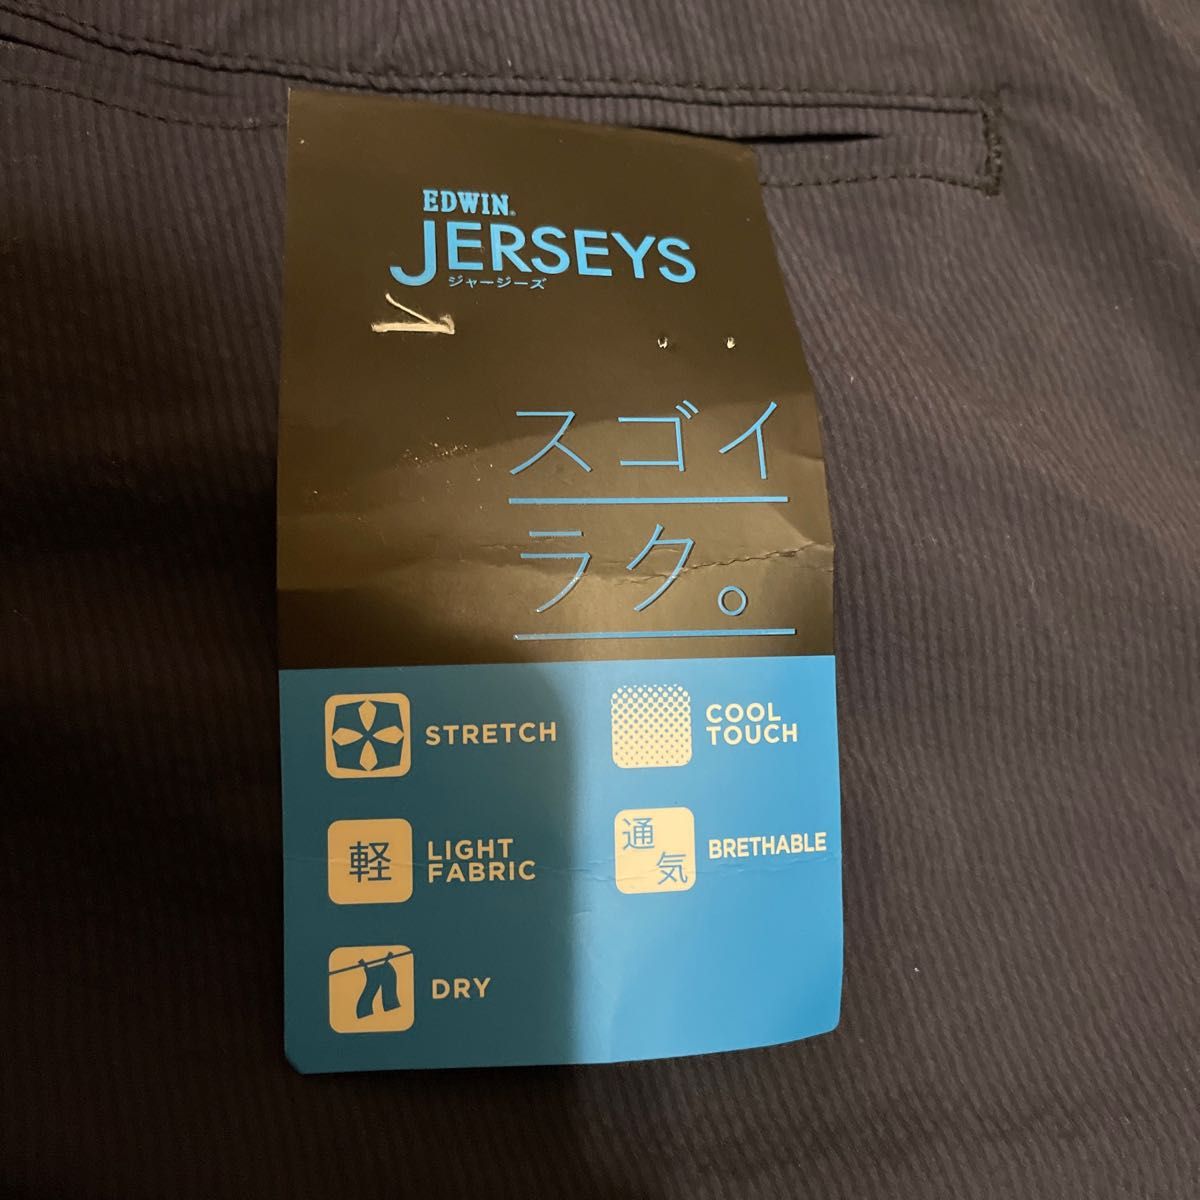 EDWIN®
JERSEYS
ジャージーズ
スゴイ
ラク。
STRETCH
COOL
TOUCH
軽
LIGHT
FABRIC
通
気
BRETHABLE
DRY